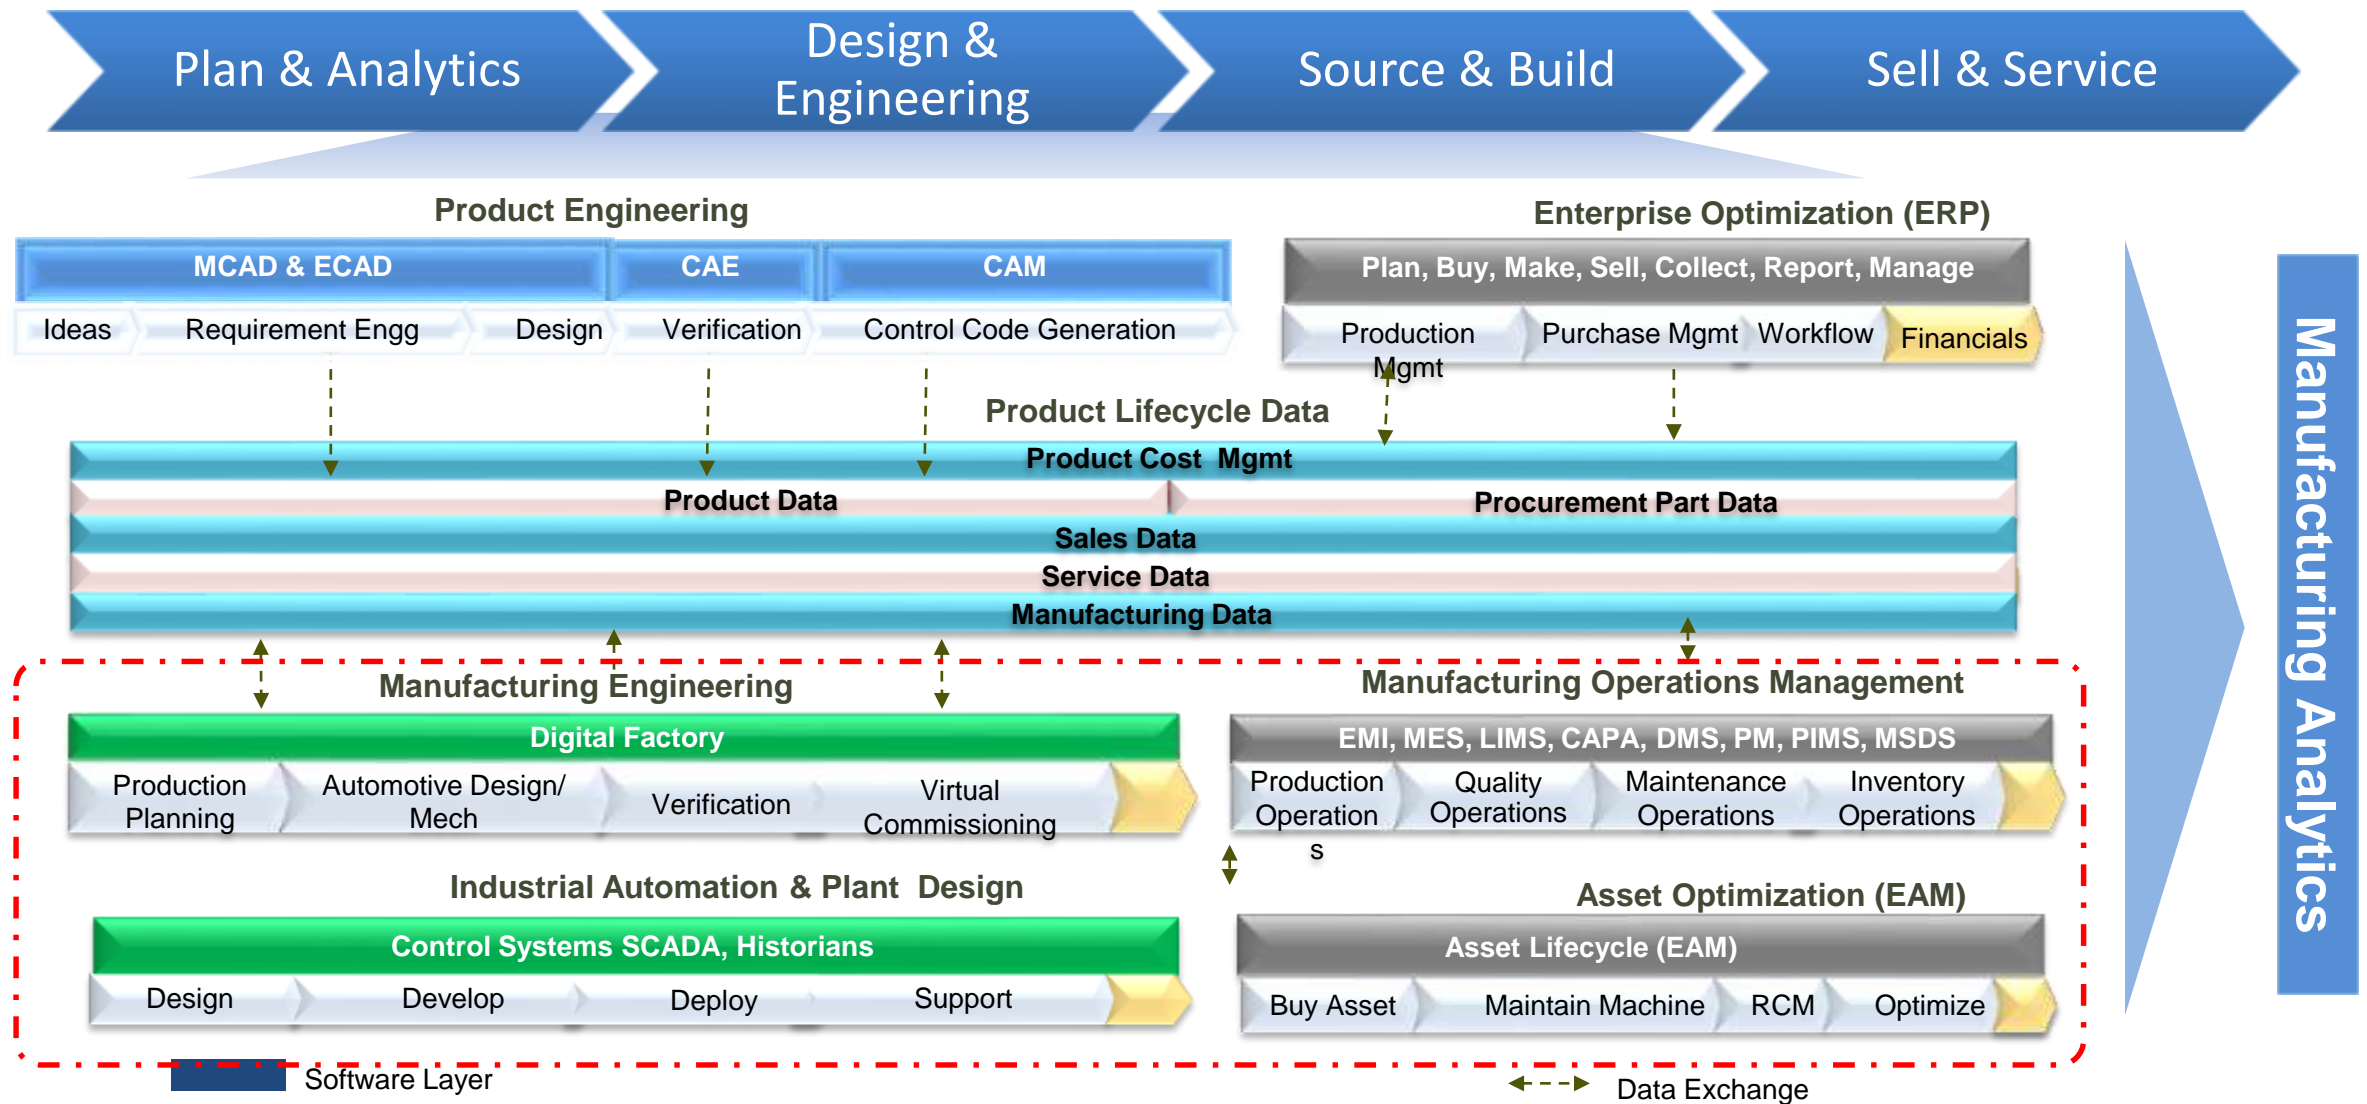 Plan & Analytics
Design &
Engineering
Source & Build
Sell & Service
Product Engineering
MCAD & ECAD
CAE
CAM
Ideas
Requirement Engg
Design
Verification
Control Code Generation
Enterprise Optimization (ERP)
Plan, Buy, Make, Sell, Collect, Report, Manage
Production
Mgmt
Purchase Mgmt
Workflow
Financials
Product Lifecycle Data
Product Cost  Mgmt
Product Data
Procurement Part Data
Sales Data
Service Data
Manufacturing Data
Manufacturing Engineering
Digital Factory
Production
Planning
Automotive Design/
Mech
Verification
Virtual
Commissioning
Manufacturing Operations Management
EMI, MES, LIMS, CAPA, DMS, PM, PIMS, MSDS
Production
Operation
s
Quality
Operations
Maintenance
Operations
Inventory
Operations
Industrial Automation & Plant  Design
Control Systems SCADA, Historians
Design
Develop
Deploy
Support
Asset Optimization (EAM)
Asset Lifecycle (EAM)
Buy Asset
Maintain Machine
RCM
Optimize
Manufacturing Analytics
Software Layer
Data Exchange